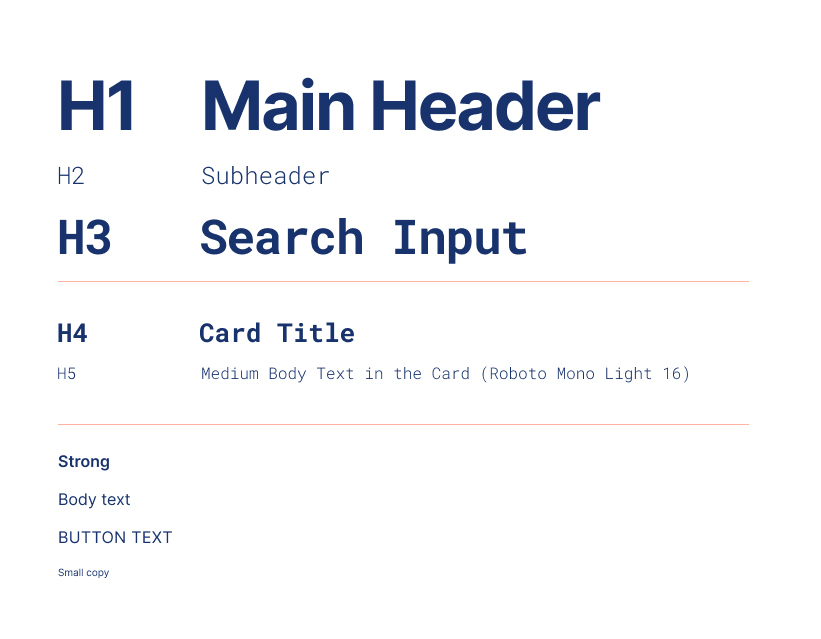 H1 Main Header
H2 Subheader
H3 Search Input
H4 Card Title
H5 Medium Body Text in the Card (Roboto Mono Light 16)
Strong
Body text
BUTTON TEXT
Small copy